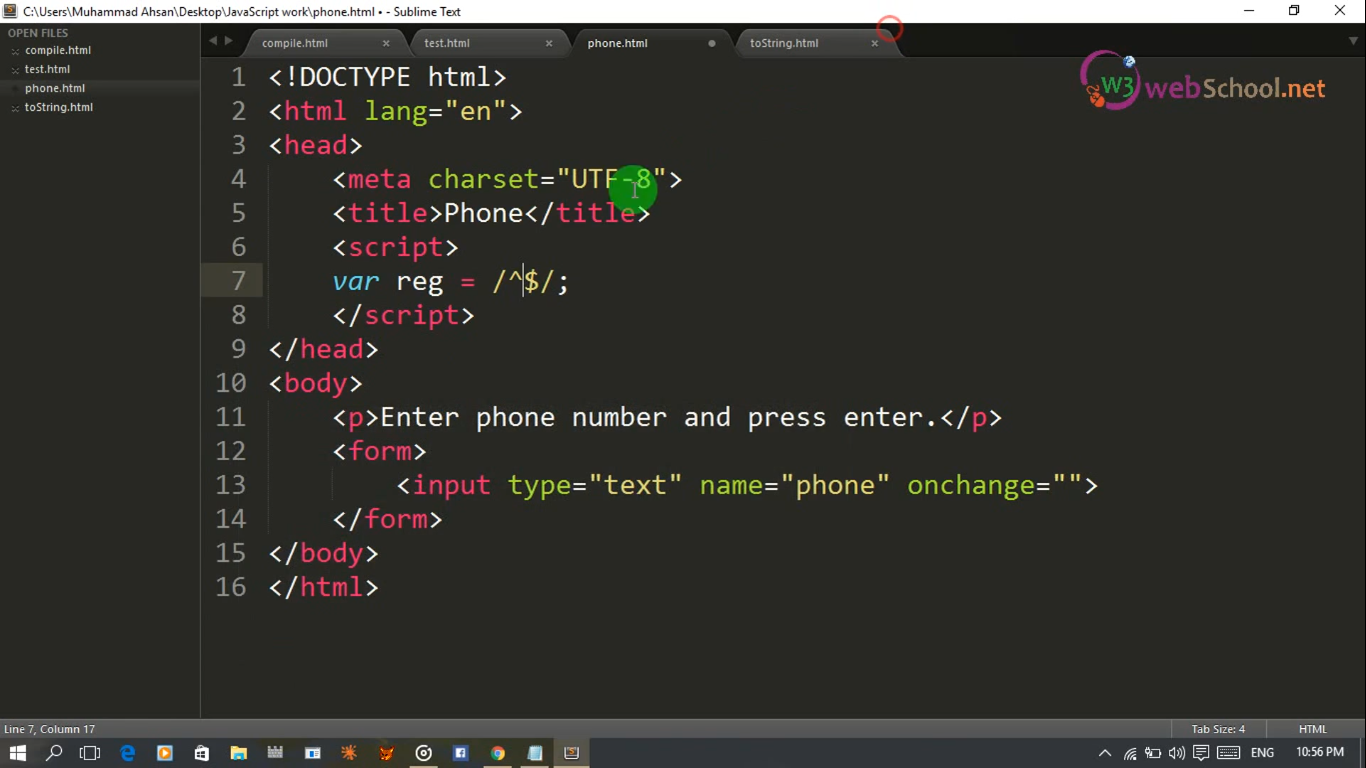 C:\Users\Muhammad Ahsan\Desktop\JavaScript work\phone.html • - Sublime Text
OPEN FILES
compile.html
test.html
phone.html
toString.html
compile.html × test.html × phone.html • toString.html ×
W3 webSchool.net
1 <!DOCTYPE html>
2 <html lang="en">
3 <head>
4 <meta charset="UTF-8">
5 <title>Phone</title>
6 <script>
7 var reg = /^$/;
8 </script>
9 </head>
10 <body>
11 <p>Enter phone number and press enter.</p>
12 <form>
13 <input type="text" name="phone" onchange="">
14 </form>
15 </body>
16 </html>
Line 7, Column 17 Tab Size: 4 HTML
ENG 10:56 PM